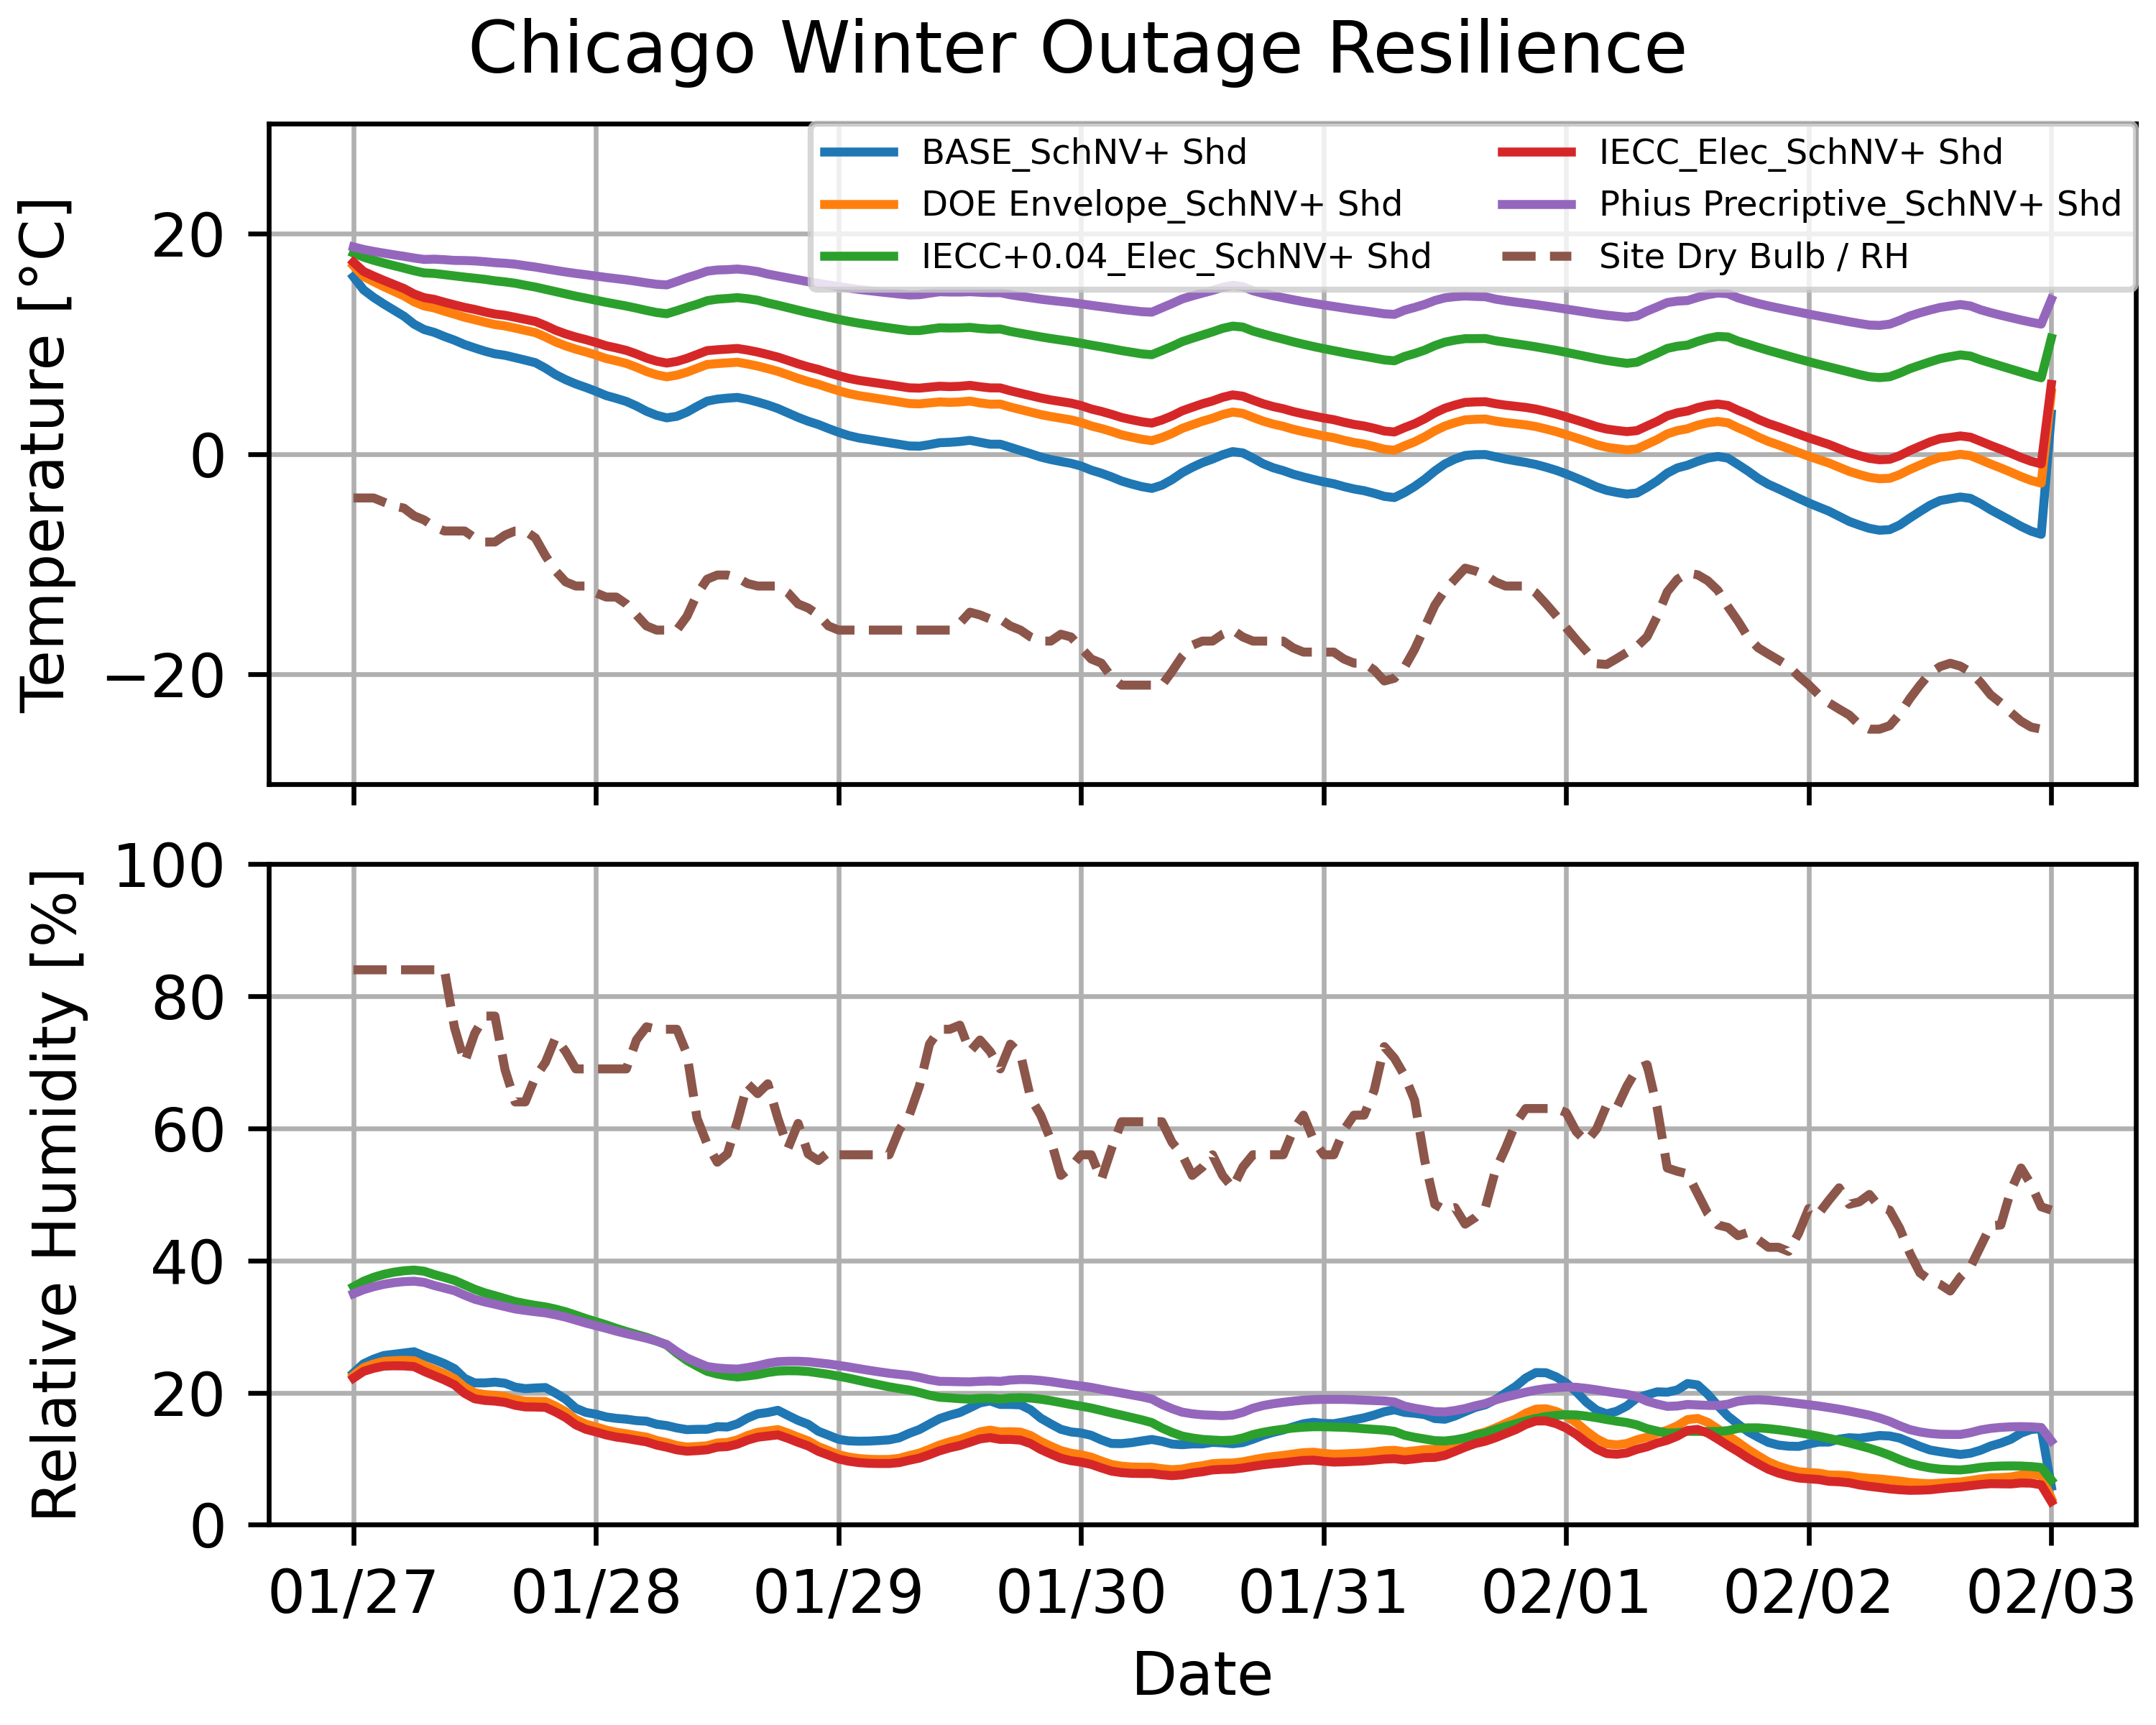 Chicago Winter Outage Resilience
BASE_SchNV+ Shd
DOE Envelope_SchNV+ Shd
IECC+0.04_Elec_SchNV+ Shd
IECC_Elec_SchNV+ Shd
Phius Precriptive_SchNV+ Shd
Site Dry Bulb / RH
Temperature [°C]
20
0
−20
Relative Humidity [%]
100
80
60
40
20
0
01/27 01/28 01/29 01/30 01/31 02/01 02/02 02/03
Date